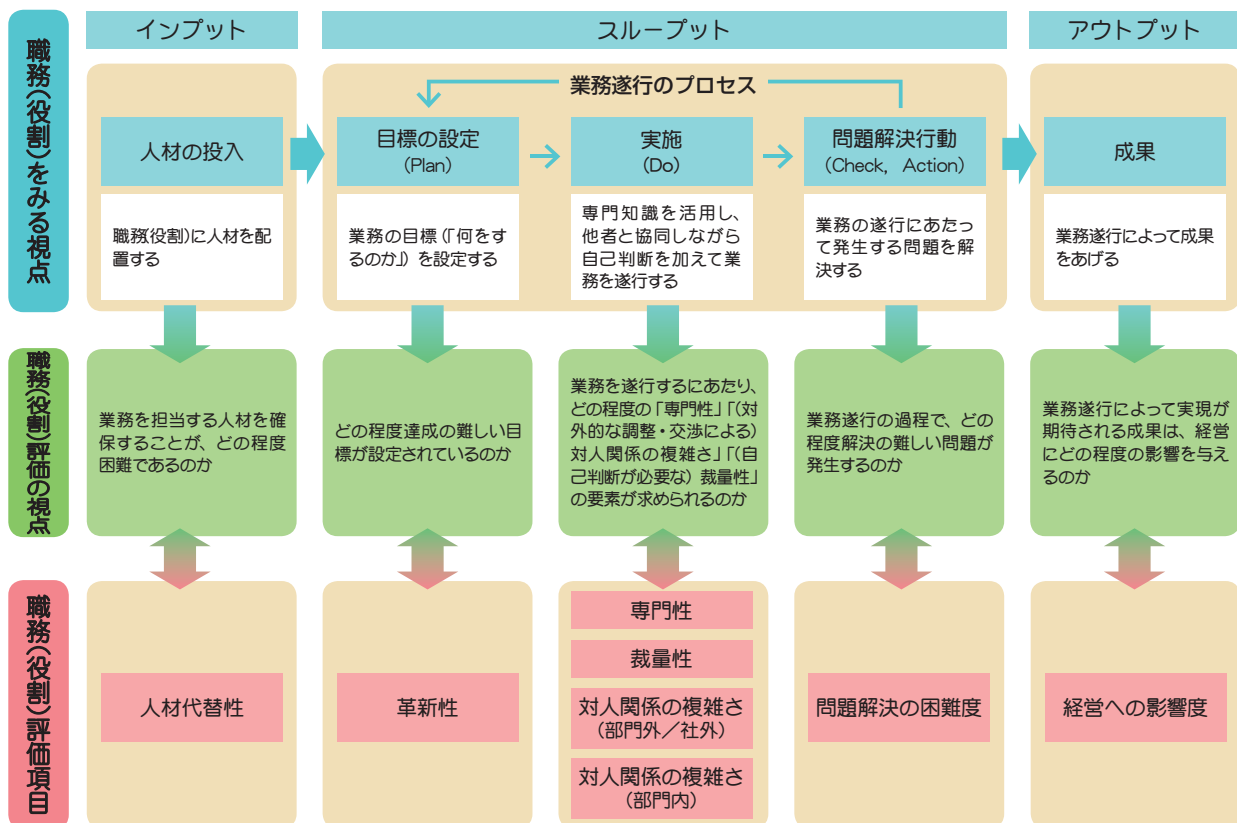 インプット
スループット
アウトプット
職務(役割)をみる視点
業務遂行のプロセス
人材の投入
目標の設定
(Plan)
実施
(Do)
問題解決行動
(Check, Action)
成果
職務(役割)に人材を配
置する
業務の目標(「何をす
るのか」)を設定する
専門知識を活用し、
他者と協同しながら
自己判断を加えて業
務を遂行する
業務の遂行にあたっ
て発生する問題を解
決する
業務遂行によって成果
をあげる
職務(役割)評価の視点
業務を担当する人材を確
保することが、どの程度
困難であるのか
どの程度達成の難しい目
標が設定されているのか
業務を遂行するにあたり、
どの程度の「専門性」「(対
外的な調整・交渉による)
対人関係の複雑さ」「(自
己判断が必要な) 裁量性」
の要素が求められるのか
業務遂行の過程で、どの
程度解決の難しい問題が
発生するのか
業務遂行によって実現が
期待される成果は、経営
にどの程度の影響を与え
るのか
職務(役割)評価項目
人材代替性
革新性
専門性
裁量性
対人関係の複雑さ
(部門外/社外)
対人関係の複雑さ
(部門内)
問題解決の困難度
経営への影響度